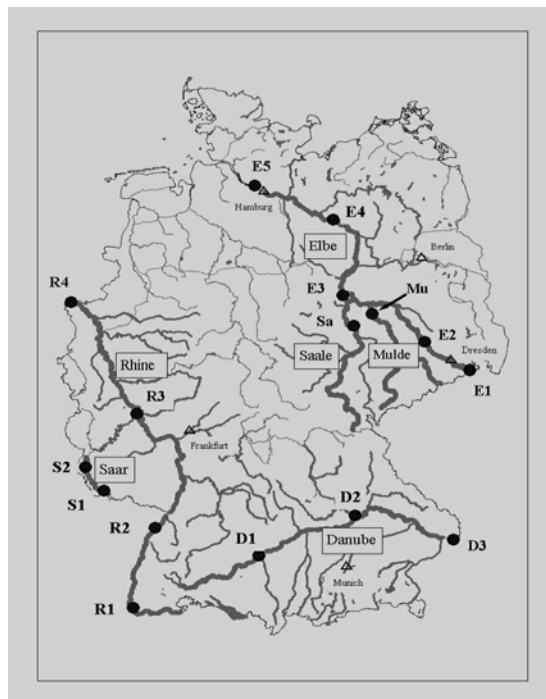 E5
Hamburg
E4
Elbe
Berlin
R4
E3
Mu
Sa
E2
Rhine
Saale
Mulde
Dresden
E1
R3
Frankfurt
S2
Saar
S1
D2
R2
D1
Danube
D3
Munich
R1